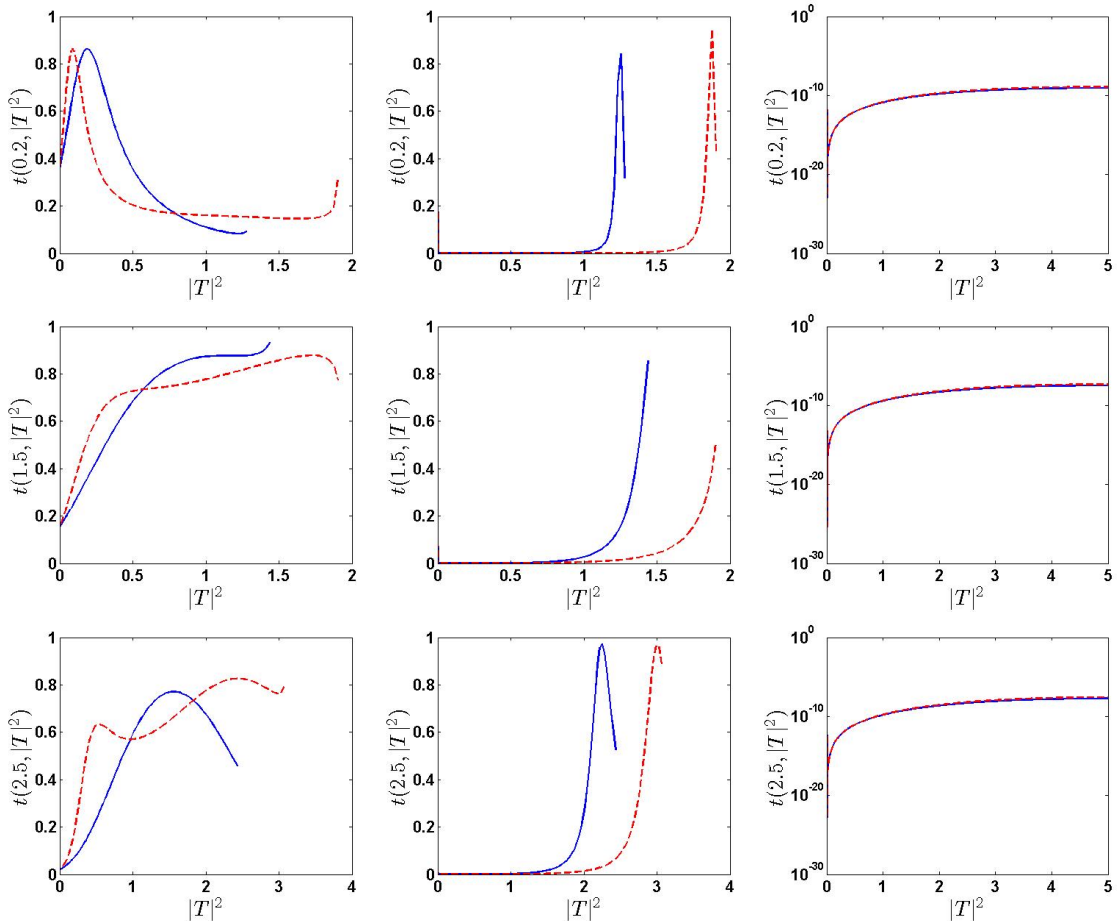 1
0.8
0.6
0.4
0.2
0
0 0.5 1 1.5 2
|T|²
t(0.2, |T|²)
1
0.8
0.6
0.4
0.2
0
0 0.5 1 1.5 2
|T|²
t(0.2, |T|²)
10⁰
10⁻¹⁰
10⁻²⁰
10⁻³⁰
0 1 2 3 4 5
|T|²
t(0.2, |T|²)
1
0.8
0.6
0.4
0.2
0
0 0.5 1 1.5 2
|T|²
t(1.5, |T|²)
1
0.8
0.6
0.4
0.2
0
0 0.5 1 1.5 2
|T|²
t(1.5, |T|²)
10⁰
10⁻¹⁰
10⁻²⁰
10⁻³⁰
0 1 2 3 4 5
|T|²
t(1.5, |T|²)
1
0.8
0.6
0.4
0.2
0
0 1 2 3 4
|T|²
t(2.5, |T|²)
1
0.8
0.6
0.4
0.2
0
0 1 2 3 4
|T|²
t(2.5, |T|²)
10⁰
10⁻¹⁰
10⁻²⁰
10⁻³⁰
0 1 2 3 4 5
|T|²
t(2.5, |T|²)